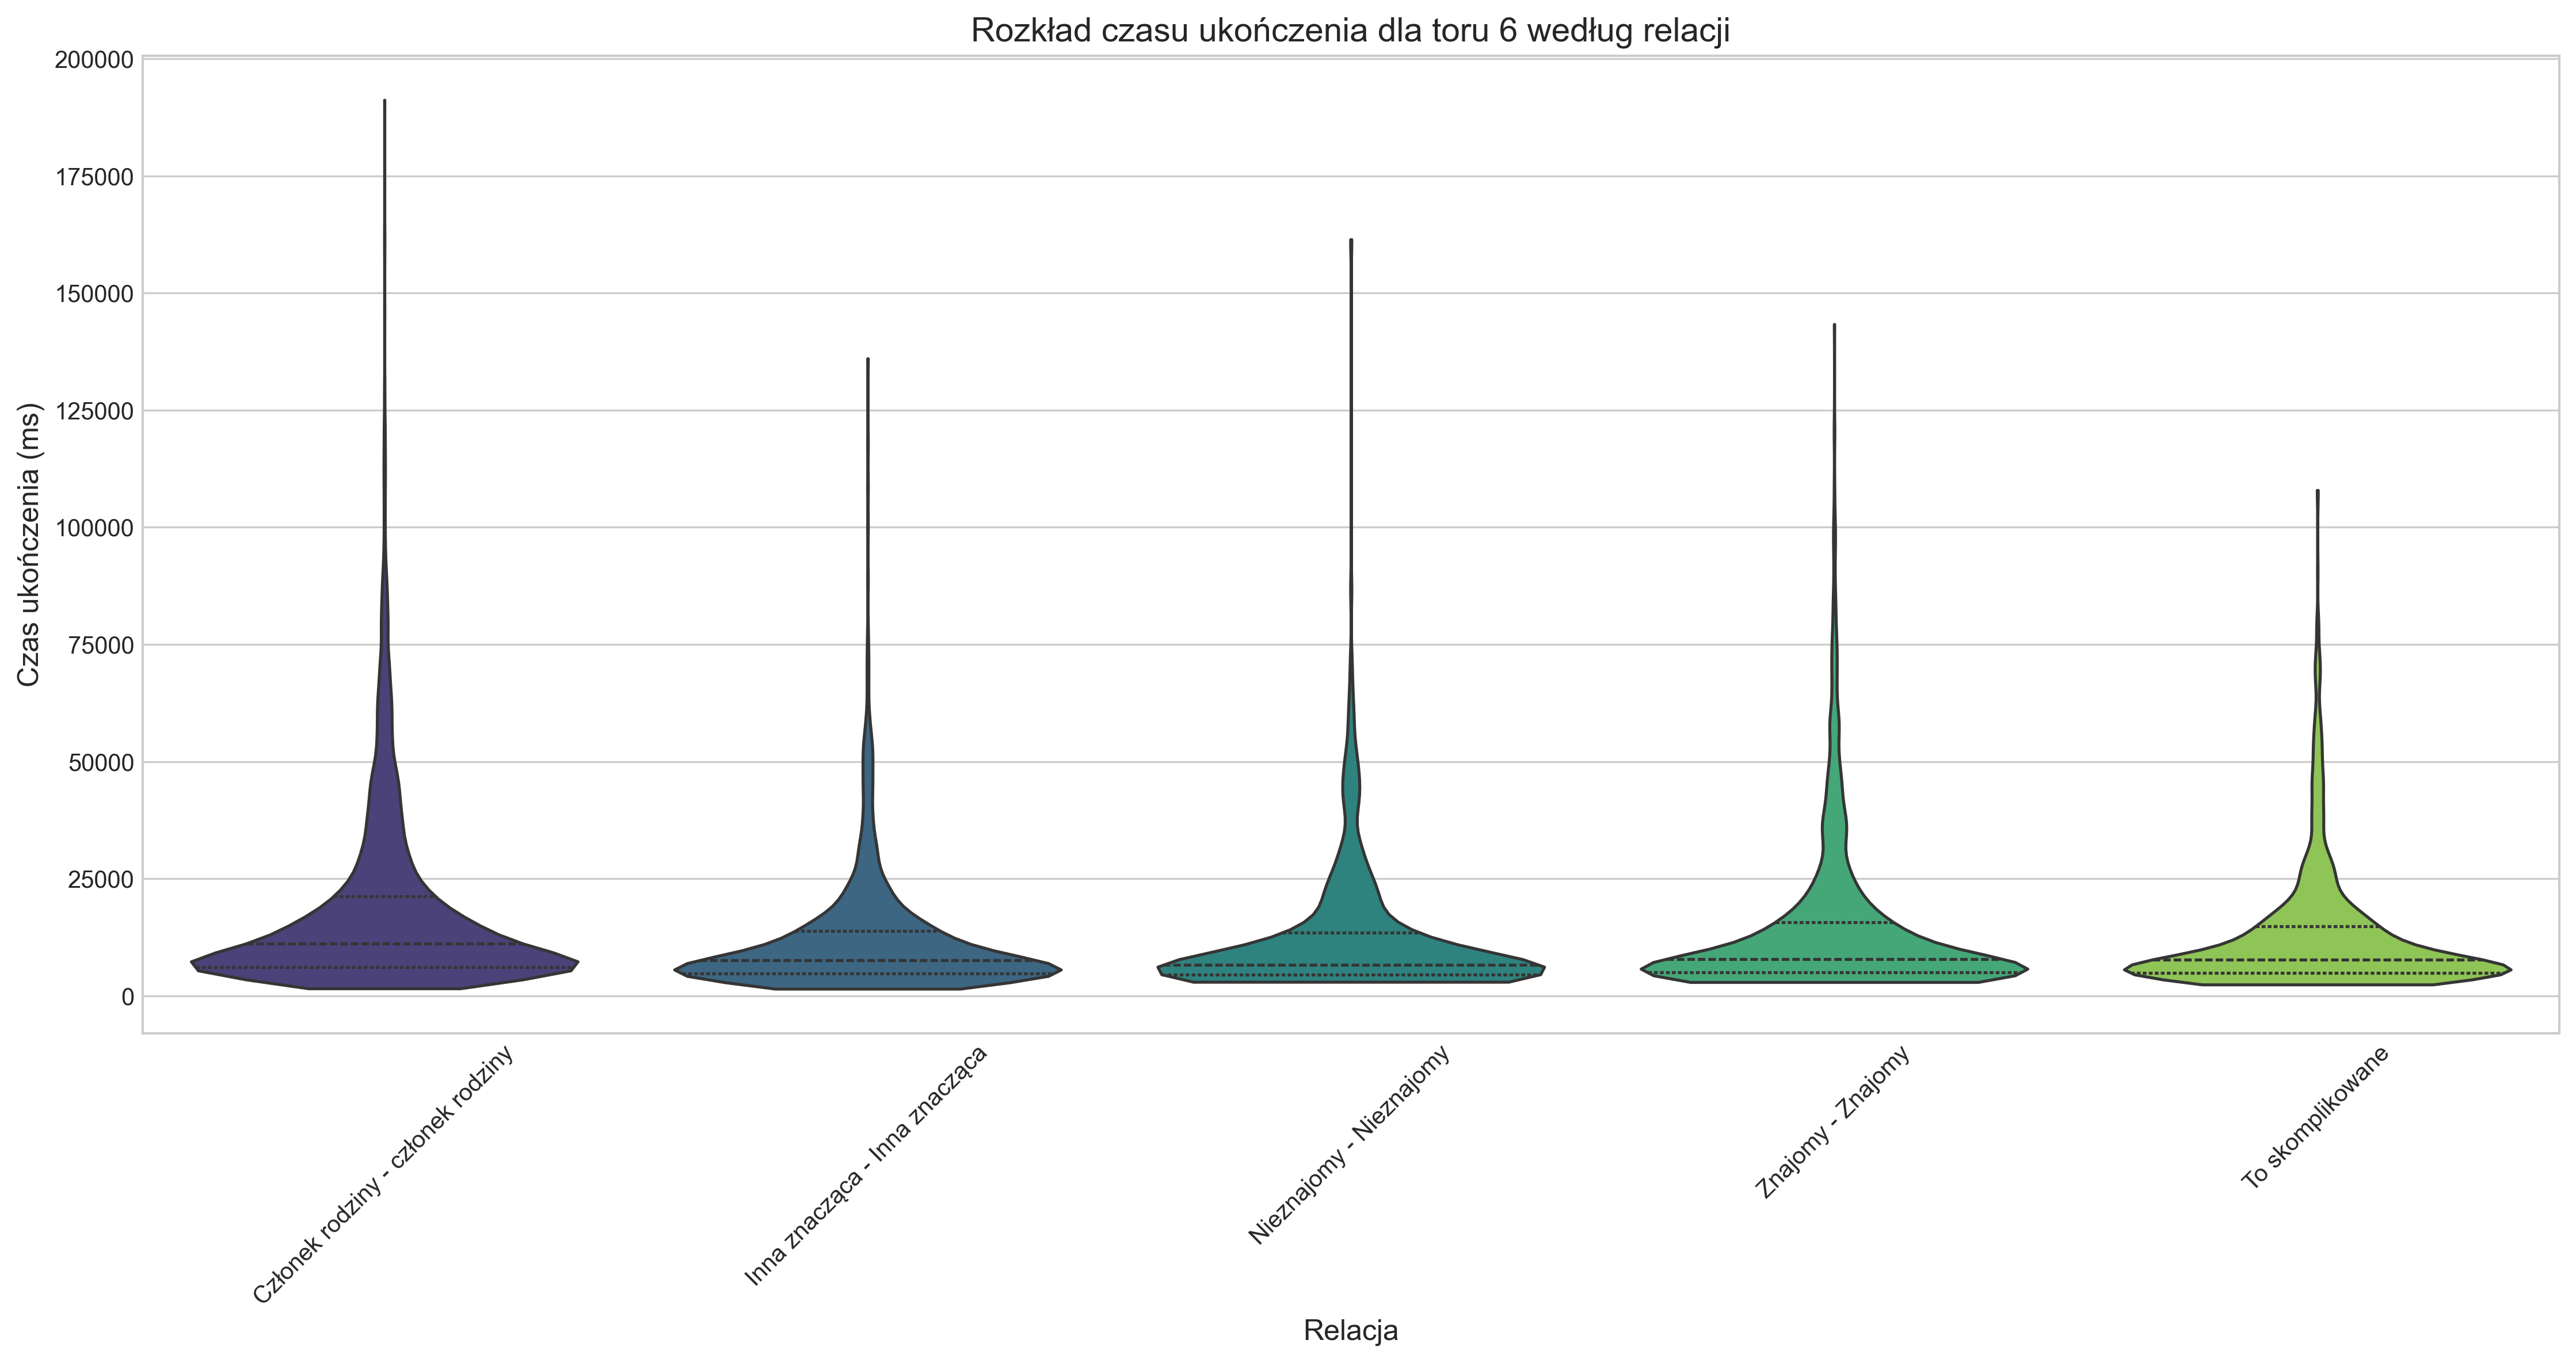 Rozkład czasu ukończenia dla toru 6 według relacji
Czas ukończenia (ms)
200000
175000
150000
125000
100000
75000
50000
25000
0
Członek rodziny - członek rodziny
Inna znacząca - Inna znacząca
Nieznajomy - Nieznajomy
Znajomy - Znajomy
To skomplikowane
Relacja